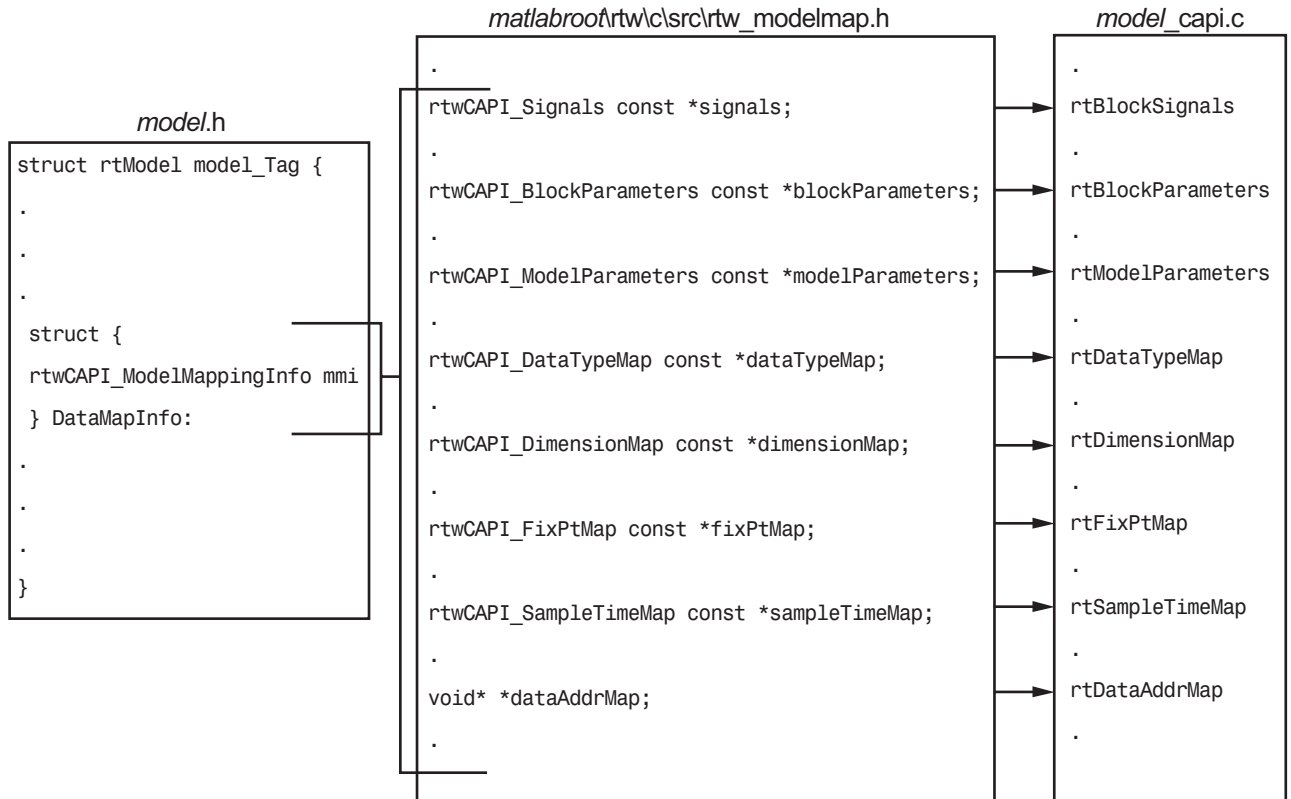 model.h
struct rtModel model_Tag {
.
.
.
struct {
rtwCAPI_ModelMappingInfo mmi
} DataMapInfo:
.
.
.
}
matlabroot\rtw\c\src\rtw_modelmap.h
.
rtwCAPI_Signals const *signals;
.
rtwCAPI_BlockParameters const *blockParameters;
.
rtwCAPI_ModelParameters const *modelParameters;
.
rtwCAPI_DataTypeMap const *dataTypeMap;
.
rtwCAPI_DimensionMap const *dimensionMap;
.
rtwCAPI_FixPtMap const *fixPtMap;
.
rtwCAPI_SampleTimeMap const *sampleTimeMap;
.
void* *dataAddrMap;
.
model_capi.c
.
rtBlockSignals
.
rtBlockParameters
.
rtModelParameters
.
rtDataTypeMap
.
rtDimensionMap
.
rtFixPtMap
.
rtSampleTimeMap
.
rtDataAddrMap
.